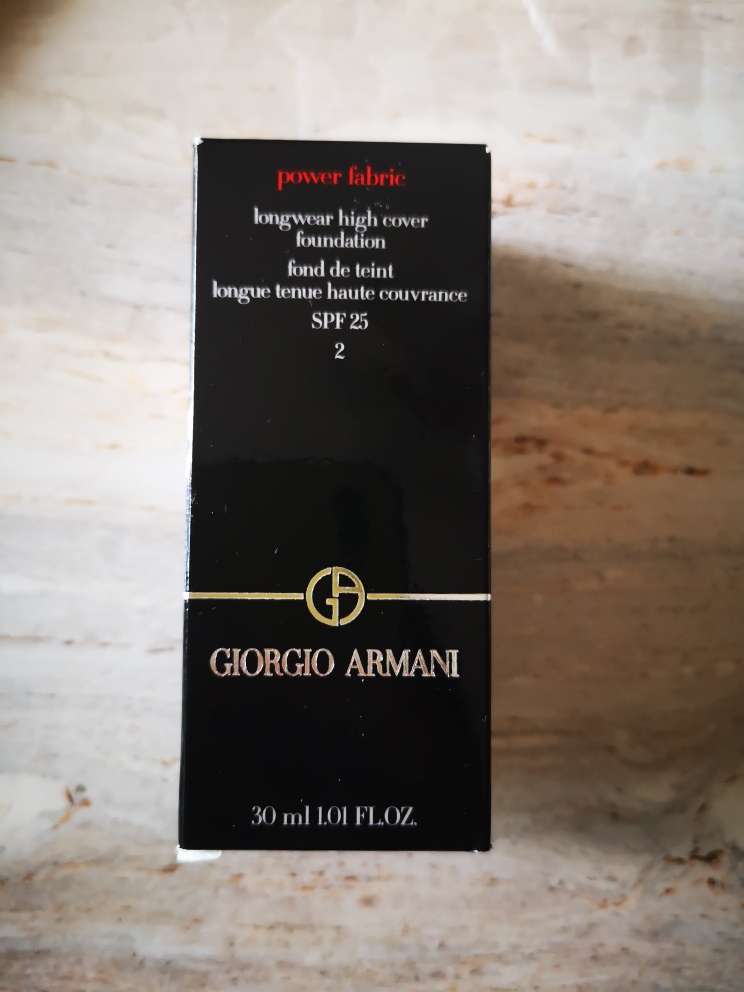 power fabric
longwear high cover
foundation
fond de teint
longue tenue haute couvrance
SPF 25
2
GA
GIORGIO ARMANI
30 ml 1.01 FL.OZ.